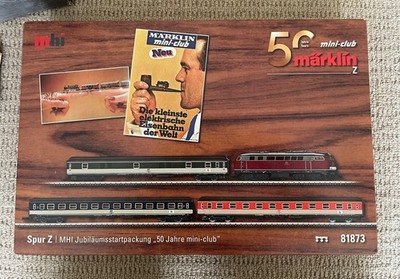 mhi
50
mini-club
märklin
Z
MÄRKLIN
mini-club
Neu
Die kleinste
elektrische
Eisenbahn
der Welt
Spur Z | MHI Jubiläumsstartpackung „50 Jahre mini-club"
81873